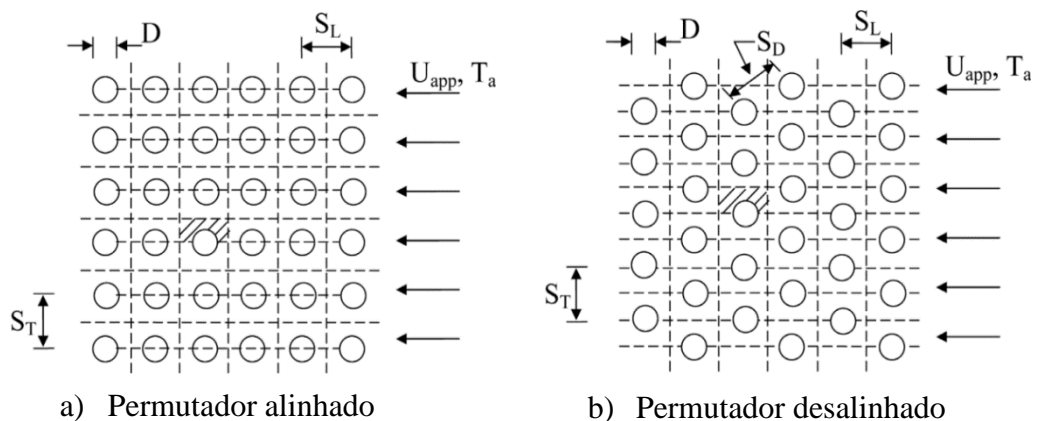 D
S_L
U_app, T_a
S_T
a) Permutador alinhado
D
S_D
S_L
U_app, T_a
S_T
b) Permutador desalinhado